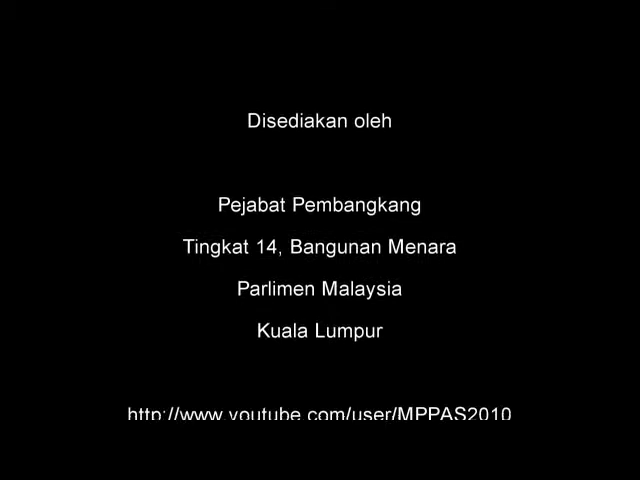 Disediakan oleh
Pejabat Pembangkang
Tingkat 14, Bangunan Menara
Parlimen Malaysia
Kuala Lumpur
http://www.youtube.com/user/MPPAS2010